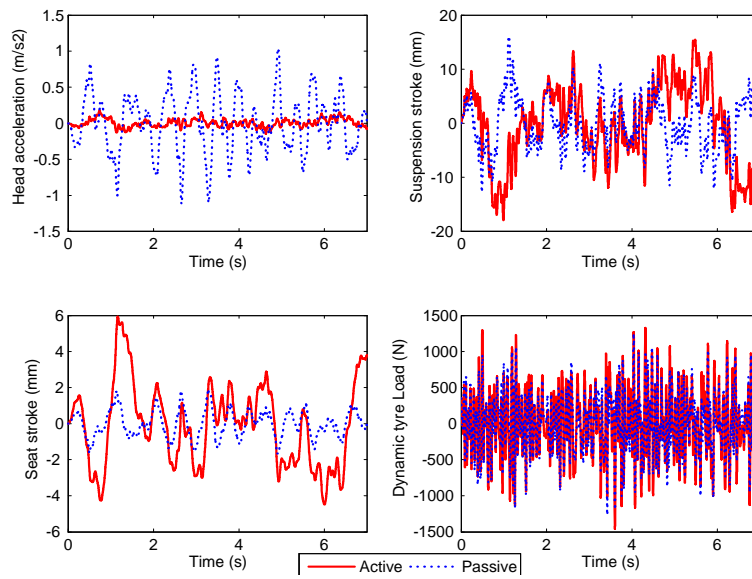 1.5
1
0.5
0
-0.5
-1
-1.5
0 2 4 6
Head acceleration (m/s2)
Time (s)
20
10
0
-10
-20
0 2 4 6
Suspension stroke (mm)
Time (s)
6
4
2
0
-2
-4
-6
0 2 4 6
Seat stroke (mm)
Time (s)
1500
1000
500
0
-500
-1000
-1500
0 2 4 6
Dynamic tyre Load (N)
Time (s)
Active Passive